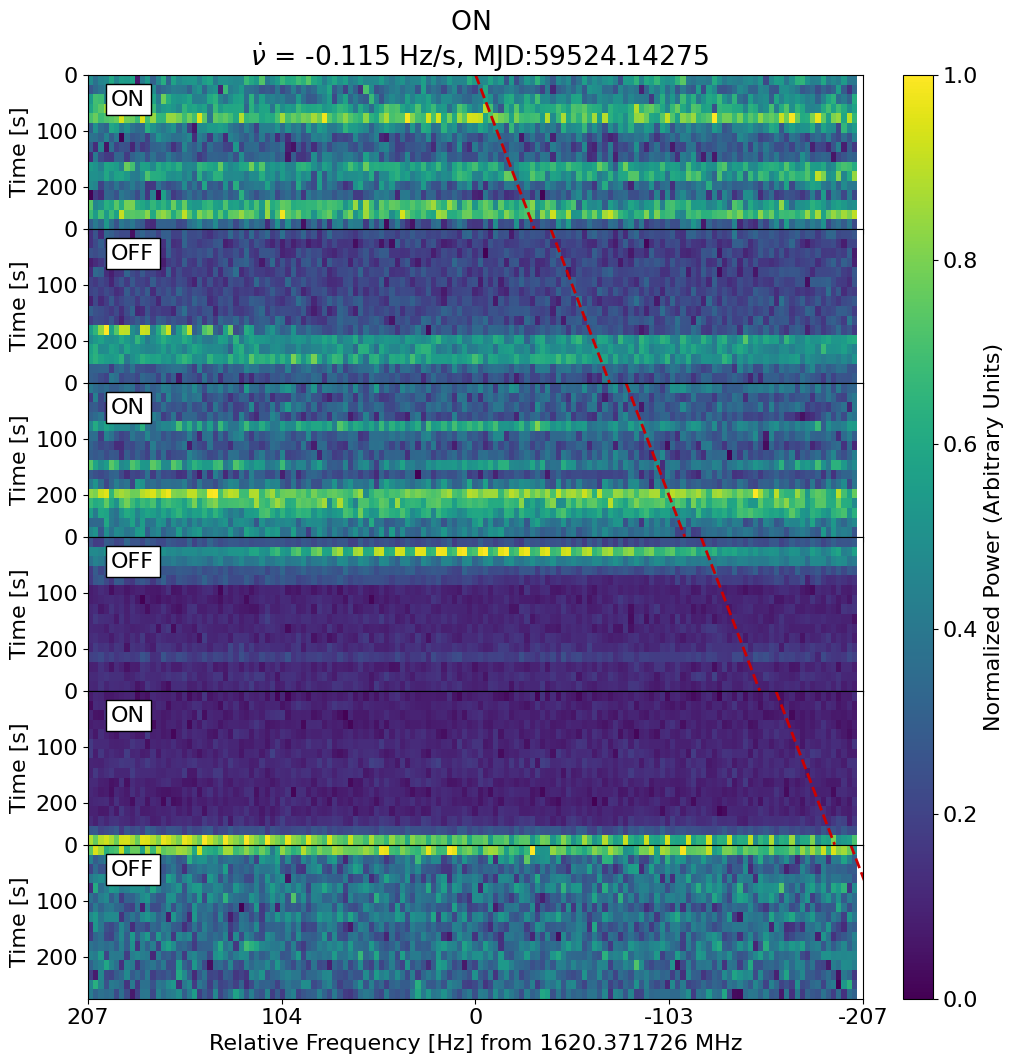 ON
ν̇ = -0.115 Hz/s, MJD:59524.14275
0
ON
100
Time [s]
200
0
OFF
100
Time [s]
200
0
ON
100
Time [s]
200
0
OFF
100
Time [s]
200
0
ON
100
Time [s]
200
0
OFF
100
Time [s]
200
207 104 0 -103 -207
Relative Frequency [Hz] from 1620.371726 MHz
1.0
0.8
0.6
0.4
0.2
0.0
Normalized Power (Arbitrary Units)